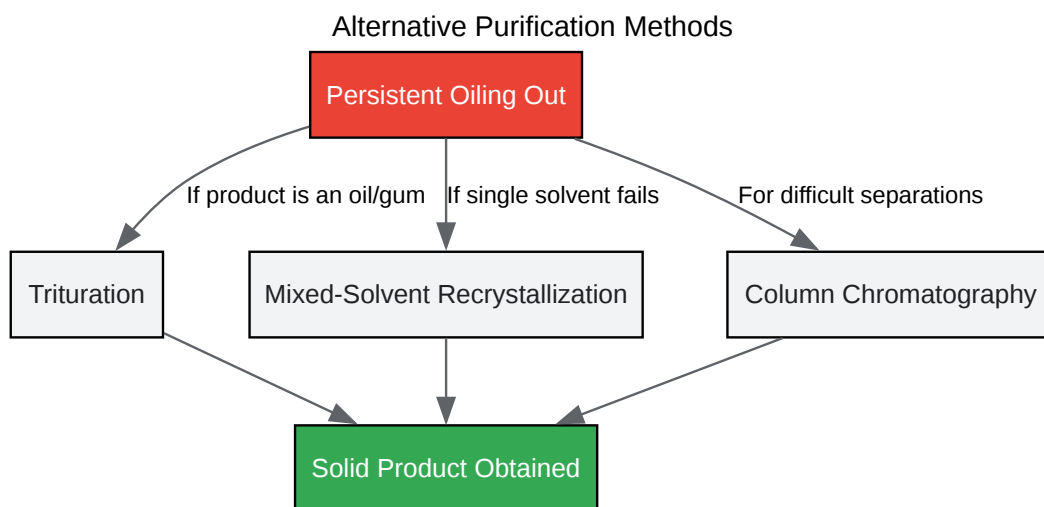 Alternative Purification Methods
Persistent Oiling Out
If product is an oil/gum
If single solvent fails
For difficult separations
Trituration
Mixed-Solvent Recrystallization
Column Chromatography
Solid Product Obtained